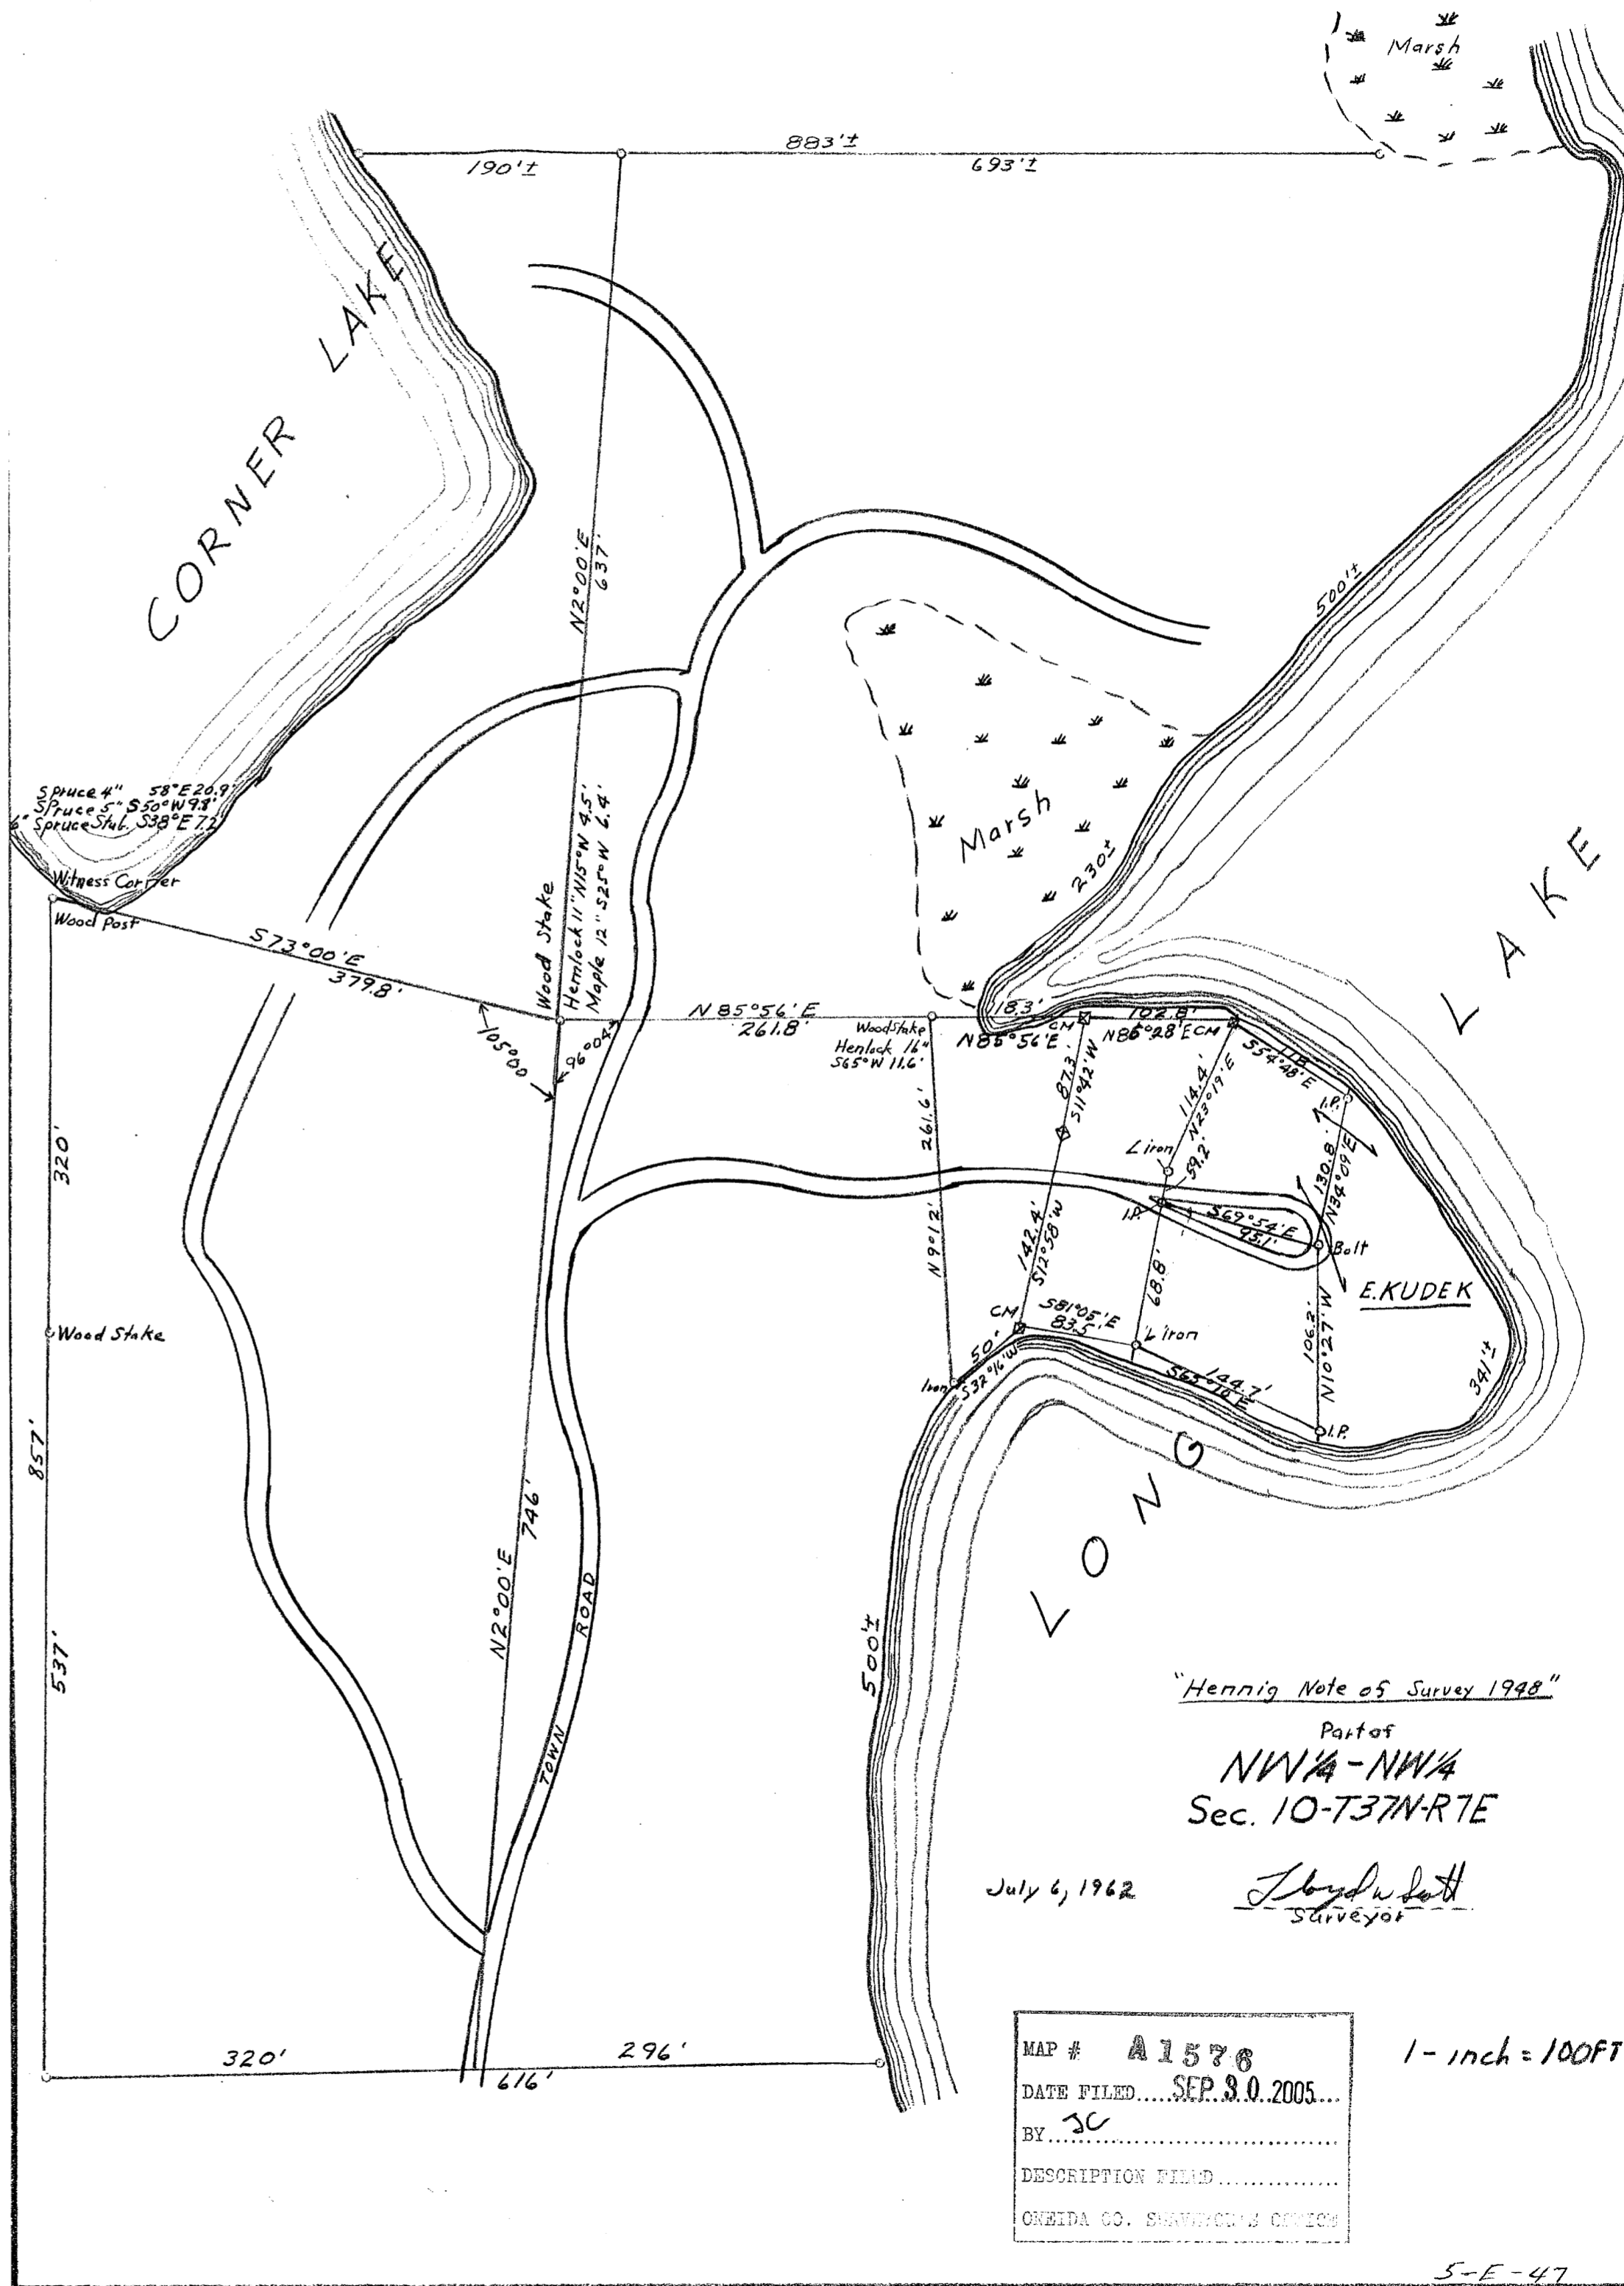 Marsh
883'±
190'±
693'±
CORNER LAKE
N2°00'E
637'
500'±
Spruce 4" 58°E 20.9'
Spruce 5" S50°W 9.8'
6" Spruce Stub. S38°E 7.2'
Witness Corner
Wood Post
S73°00'E
379.8'
Wood Stake
Hemlock 11" N15°W 4.5'
Maple 12" S25°W 6.4'
105°00'
96°04'
Marsh
230'±
N 85°56' E
261.8'
Wood Stake
Henlock 16"
S65°W 11.6'
183'
N85°56'E
CM
102.8'
N86°28'E
CM
118'
S54°48'E
I.P.
87.3'
S11°42'W
114.4'
N23°19'E
59.2'
L iron
130.8'
N34°09'E
261.6'
N9°12'
142.4'
S12°58'W
I.P.
S69°54'E
95.1'
Bolt
E. KUDEK
68.8'
106.2'
N10°27'W
CM
S81°05'E
83.5'
L iron
50'
S32°16'W
Iron
144.7'
I.P.
341'±
LONG LAKE
320'
Wood Stake
857'
537'
N2°00'E
746'
TOWN ROAD
500'±
320'
296'
616'
"Hennig Note of Survey 1948"
Part of
NW¼-NW¼
Sec. 10-T37N-R7E
July 6, 1962
Surveyor
MAP # A1576
DATE FILED.....SEP 30 2005....
BY JC
DESCRIPTION FILED
ONEIDA CO. SURVEYOR'S OFFICE
1-inch = 100FT
5-E-47